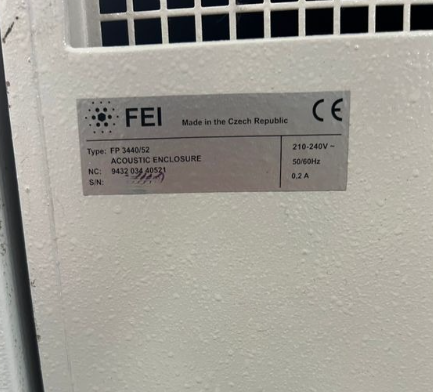 FEI Made in the Czech Republic CE
Type: FP 3440/52
ACOUSTIC ENCLOSURE
NC: 9432 034 40521
S/N:
210-240V ~
50/60Hz
0.2 A